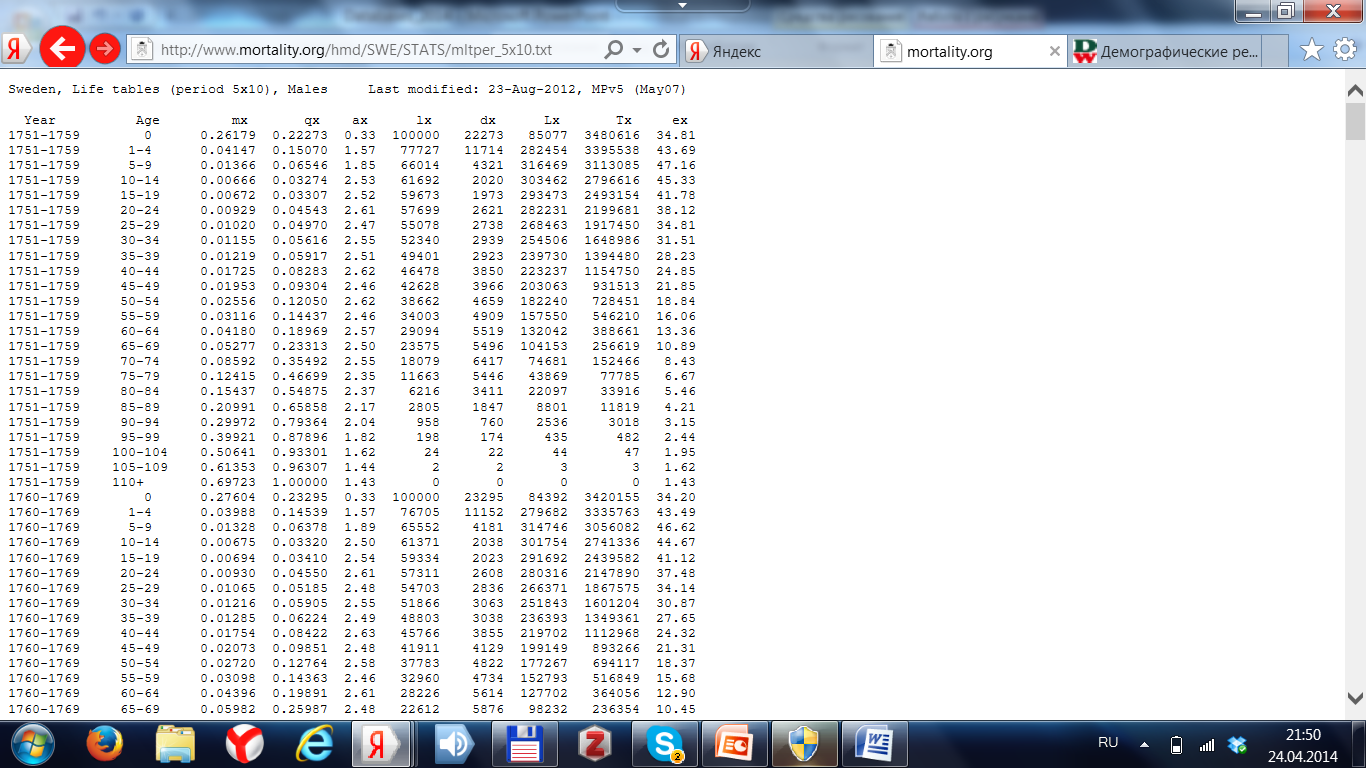 http://www.mortality.org/hmd/SWE/STATS/mltper_5x10.txt
Яндекс
mortality.org
Демографические ре...
Sweden, Life tables (period 5x10), Males Last modified: 23-Aug-2012, MPv5 (May07)
Year Age mx qx ax lx dx Lx Tx ex
1751-1759 0 0.26179 0.22273 0.33 100000 22273 85077 3480616 34.81
1751-1759 1-4 0.04147 0.15070 1.57 77727 11714 282454 3395538 43.69
1751-1759 5-9 0.01366 0.06546 1.85 66014 4321 316469 3113085 47.16
1751-1759 10-14 0.00666 0.03274 2.53 61692 2020 303462 2796616 45.33
1751-1759 15-19 0.00672 0.03307 2.52 59673 1973 293473 2493154 41.78
1751-1759 20-24 0.00929 0.04543 2.61 57699 2621 282231 2199681 38.12
1751-1759 25-29 0.01020 0.04970 2.47 55078 2738 268463 1917450 34.81
1751-1759 30-34 0.01155 0.05616 2.55 52340 2939 254506 1648986 31.51
1751-1759 35-39 0.01219 0.05917 2.51 49401 2923 239730 1394480 28.23
1751-1759 40-44 0.01725 0.08283 2.62 46478 3850 223237 1154750 24.85
1751-1759 45-49 0.01953 0.09304 2.46 42628 3966 203063 931513 21.85
1751-1759 50-54 0.02556 0.12050 2.62 38662 4659 182240 728451 18.84
1751-1759 55-59 0.03116 0.14437 2.46 34003 4909 157550 546210 16.06
1751-1759 60-64 0.04180 0.18969 2.57 29094 5519 132042 388661 13.36
1751-1759 65-69 0.05277 0.23313 2.50 23575 5496 104153 256619 10.89
1751-1759 70-74 0.08592 0.35492 2.55 18079 6417 74681 152466 8.43
1751-1759 75-79 0.12415 0.46699 2.35 11663 5446 43869 77785 6.67
1751-1759 80-84 0.15437 0.54875 2.37 6216 3411 22097 33916 5.46
1751-1759 85-89 0.20991 0.65858 2.17 2805 1847 8801 11819 4.21
1751-1759 90-94 0.29972 0.79364 2.04 958 760 2536 3018 3.15
1751-1759 95-99 0.39921 0.87896 1.82 198 174 435 482 2.44
1751-1759 100-104 0.50641 0.93301 1.62 24 22 44 47 1.95
1751-1759 105-109 0.61353 0.96307 1.44 2 2 3 3 1.62
1751-1759 110+ 0.69723 1.00000 1.43 0 0 0 0 1.43
1760-1769 0 0.27604 0.23295 0.33 100000 23295 84392 3420155 34.20
1760-1769 1-4 0.03988 0.14539 1.57 76705 11152 279682 3335763 43.49
1760-1769 5-9 0.01328 0.06378 1.89 65552 4181 314746 3056082 46.62
1760-1769 10-14 0.00675 0.03320 2.50 61371 2038 301754 2741336 44.67
1760-1769 15-19 0.00694 0.03410 2.54 59334 2023 291692 2439582 41.12
1760-1769 20-24 0.00930 0.04550 2.61 57311 2608 280316 2147890 37.48
1760-1769 25-29 0.01065 0.05185 2.48 54703 2836 266371 1867575 34.14
1760-1769 30-34 0.01216 0.05905 2.55 51866 3063 251843 1601204 30.87
1760-1769 35-39 0.01285 0.06224 2.49 48803 3038 236393 1349361 27.65
1760-1769 40-44 0.01754 0.08422 2.63 45766 3855 219702 1112968 24.32
1760-1769 45-49 0.02073 0.09851 2.48 41911 4129 199149 893266 21.31
1760-1769 50-54 0.02720 0.12764 2.58 37783 4822 177267 694117 18.37
1760-1769 55-59 0.03098 0.14363 2.46 32960 4734 152793 516849 15.68
1760-1769 60-64 0.04396 0.19891 2.61 28226 5614 127702 364056 12.90
1760-1769 65-69 0.05982 0.25987 2.48 22612 5876 98232 236354 10.45
RU
21:50
24.04.2014